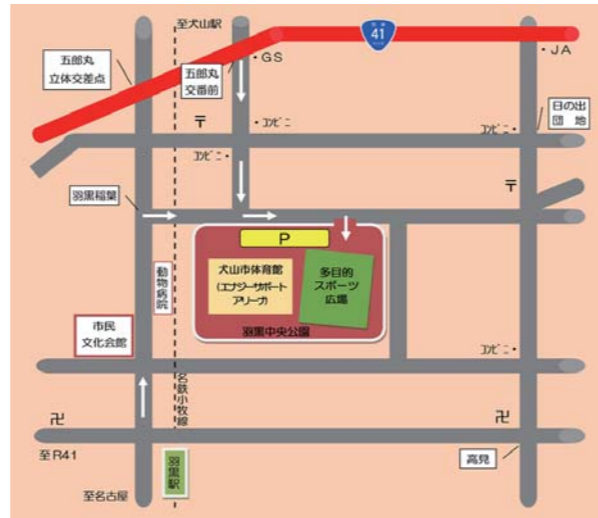 至犬山駅
国道
41
五郎丸
立体交差点
五郎丸
交番前
・GS
・JA
〒
・コンビニ
コンビニ・
日の出
団 地
コンビニ・
〒
羽黒稲葉
P
犬山市体育館
(エナジーサポート
アリーナ)
多目的
スポーツ
広場
羽黒中央公園
動物病院
市民
文化会館
コンビニ・
名鉄小牧線
卍
卍
至R41
羽黒駅
高見
至名古屋